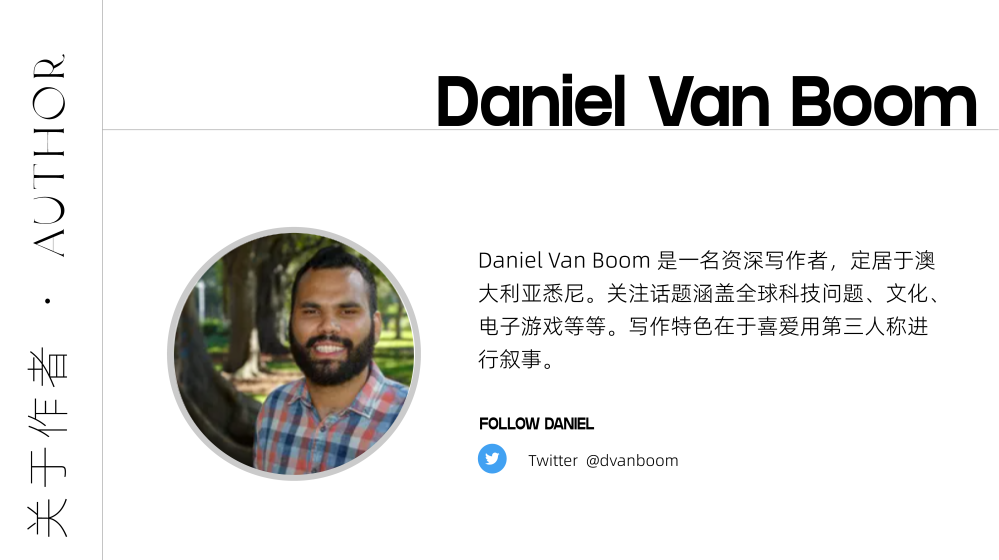 关于作者 · AUTHOR
Daniel Van Boom
Daniel Van Boom 是一名资深写作者，定居于澳
大利亚悉尼。关注话题涵盖全球科技问题、文化、
电子游戏等等。写作特色在于喜爱用第三人称进
行叙事。
FOLLOW DANIEL
Twitter @dvanboom